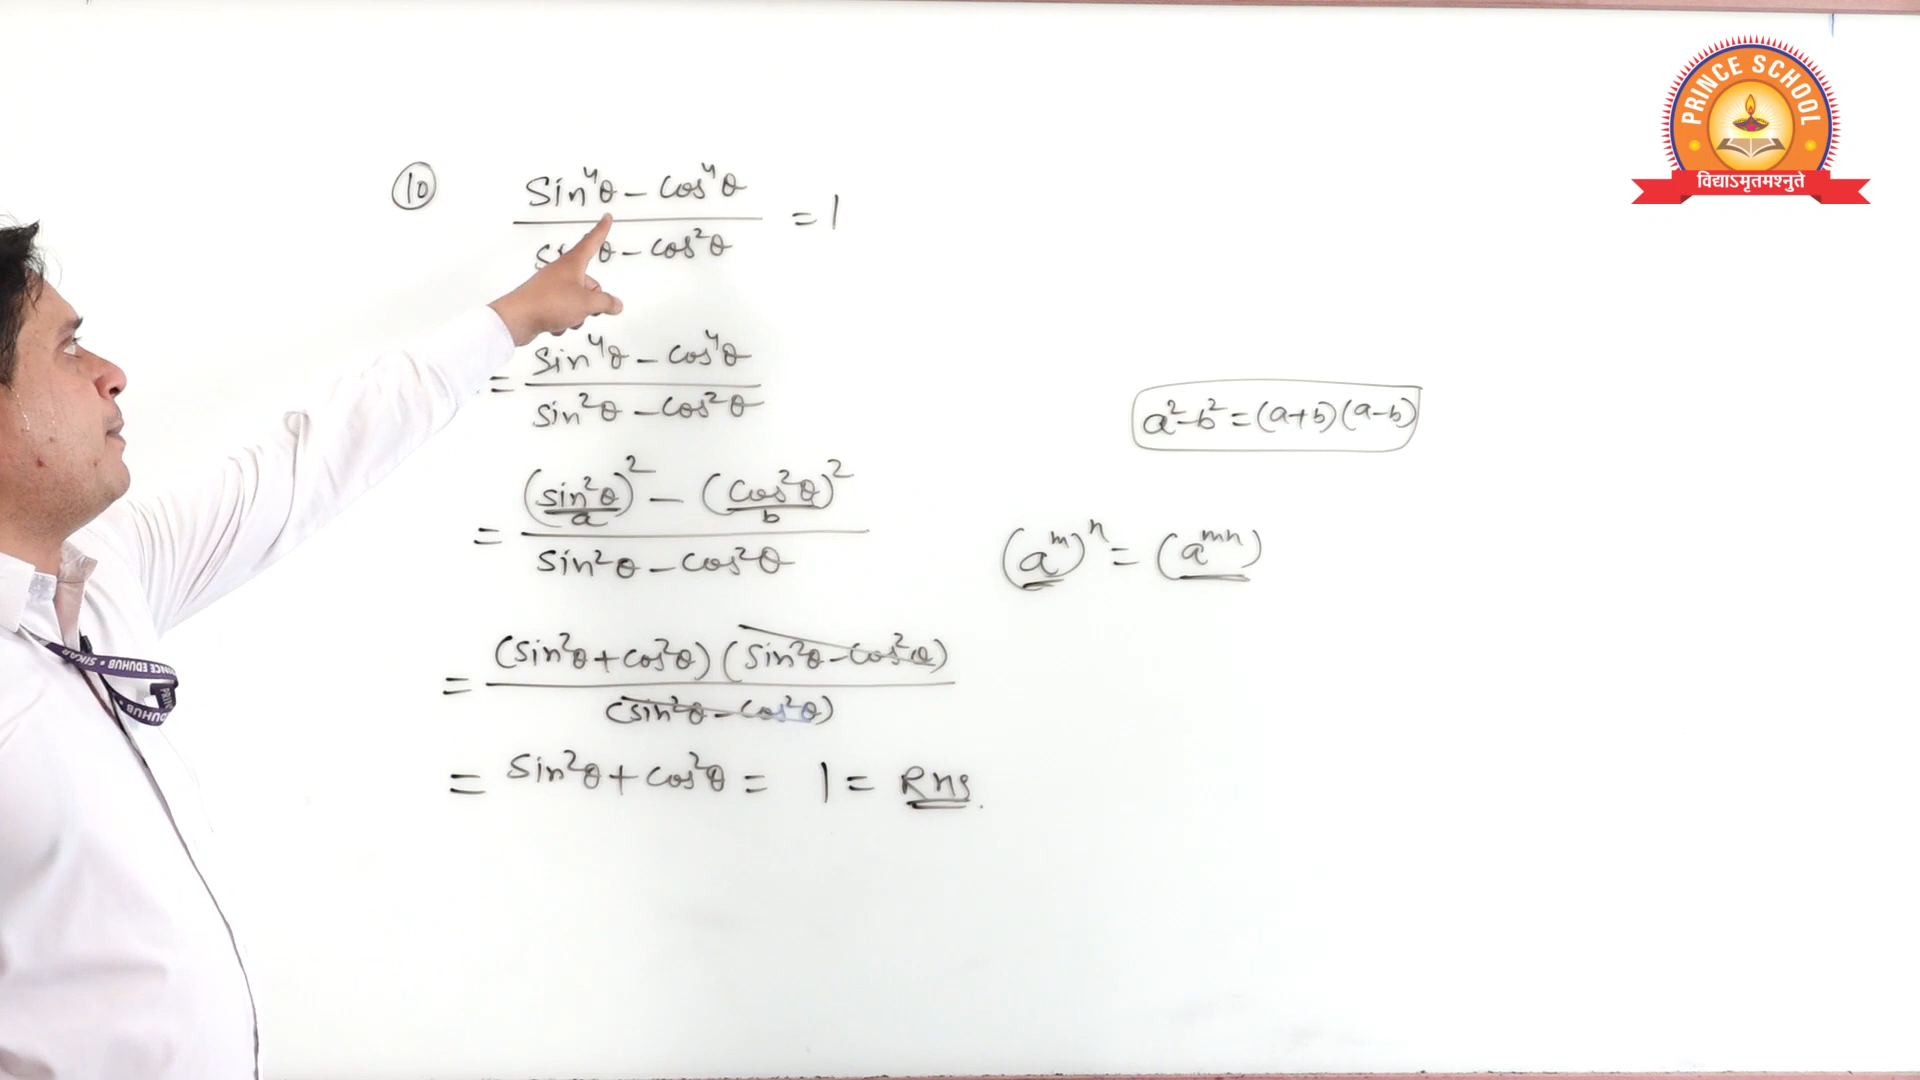 PRINCE SCHOOL
विद्याऽमृतमश्नुते
10
Sin⁴θ – Cos⁴θ
θ – Cos²θ
= 1
= Sin⁴θ – Cos⁴θ
Sin²θ – Cos²θ
a² – b² = (a+b)(a–b)
= (Sin²θ)² – (Cos²θ)²
a b
Sin²θ – Cos²θ
(aᵐ)ⁿ = (aᵐⁿ)
= (Sin²θ + Cos²θ) (Sin²θ – Cos²θ)
(Sin²θ – Cos²θ)
= Sin²θ + Cos²θ = 1 = RHS.
PRINCE EDUHUB • SIKAR